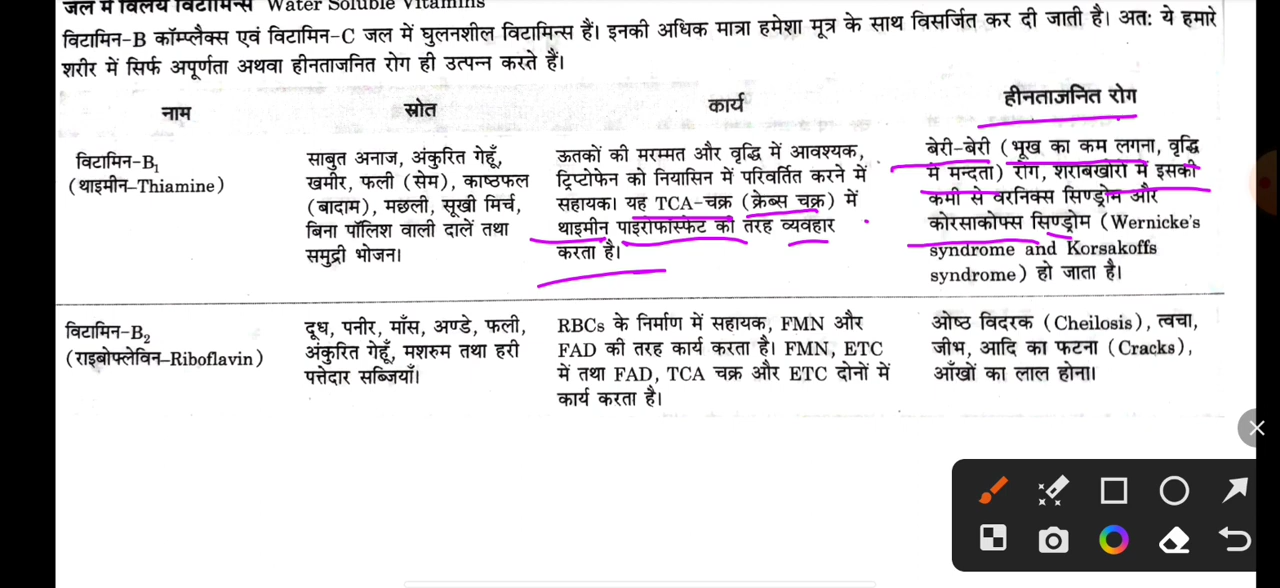 जल में विलेय विटामिन्स Water Soluble Vitamins
विटामिन-B कॉम्प्लैक्स एवं विटामिन-C जल में घुलनशील विटामिन्स हैं। इनकी अधिक मात्रा हमेशा मूत्र के साथ विसर्जित कर दी जाती है। अतः ये हमारे
शरीर में सिर्फ अपूर्णता अथवा हीनताजनित रोग ही उत्पन्न करते हैं।
नाम
स्रोत
कार्य
हीनताजनित रोग
विटामिन-B₁
(थाइमीन-Thiamine)
साबुत अनाज, अंकुरित गेहूँ,
खमीर, फली (सेम), काष्ठफल
(बादाम), मछली, सूखी मिर्च,
बिना पॉलिश वाली दालें तथा
समुद्री भोजन।
ऊतकों की मरम्मत और वृद्धि में आवश्यक,
ट्रिप्टोफेन को नियासिन में परिवर्तित करने में
सहायक। यह TCA-चक्र (क्रेब्स चक्र) में
थाइमीन पाइरोफॉस्फेट की तरह व्यवहार
करता है।
बेरी-बेरी (भूख का कम लगना, वृद्धि
में मन्दता) रोग, शराबखोरी में इसकी
कमी से वरनिक्स सिण्ड्रोम और
कोरसाकोफ्स सिण्ड्रोम (Wernicke's
syndrome and Korsakoffs
syndrome) हो जाता है।
विटामिन-B₂
(राइबोफ्लेविन-Riboflavin)
दूध, पनीर, माँस, अण्डे, फली,
अंकुरित गेहूँ, मशरुम तथा हरी
पत्तेदार सब्जियाँ।
RBCs के निर्माण में सहायक, FMN और
FAD की तरह कार्य करता है। FMN, ETC
में तथा FAD, TCA चक्र और ETC दोनों में
कार्य करता है।
ओष्ठ विदरक (Cheilosis), त्वचा,
जीभ, आदि का फटना (Cracks),
आँखों का लाल होना।